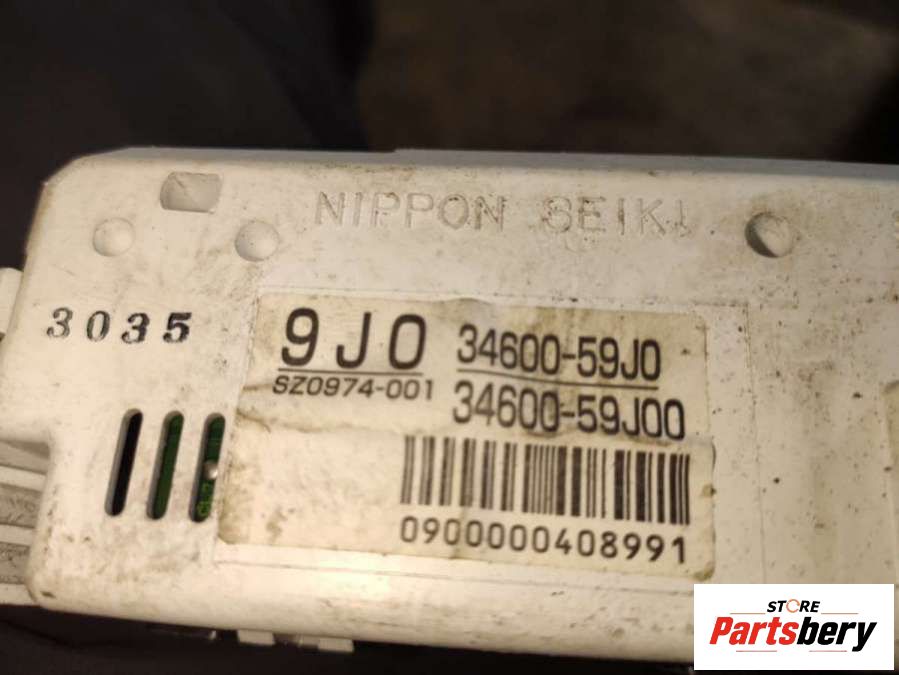 NIPPON SEIKI
3035
9J0 34600-59J0
SZ0974-001 34600-59J00
0900000408991
STORE
Partsbery